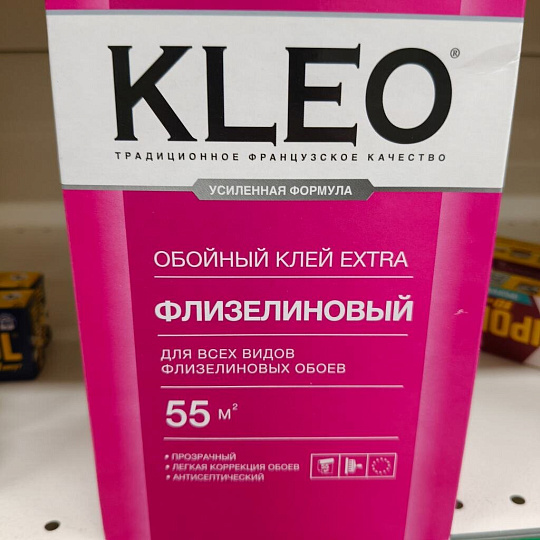 KLEO®
ТРАДИЦИОННОЕ ФРАНЦУЗСКОЕ КАЧЕСТВО
УСИЛЕННАЯ ФОРМУЛА
ОБОЙНЫЙ КЛЕЙ EXTRA
ФЛИЗЕЛИНОВЫЙ
ДЛЯ ВСЕХ ВИДОВ
ФЛИЗЕЛИНОВЫХ ОБОЕВ
55 м²
• ПРОЗРАЧНЫЙ
• ЛЕГКАЯ КОРРЕКЦИЯ ОБОЕВ
• АНТИСЕПТИЧЕСКИЙ